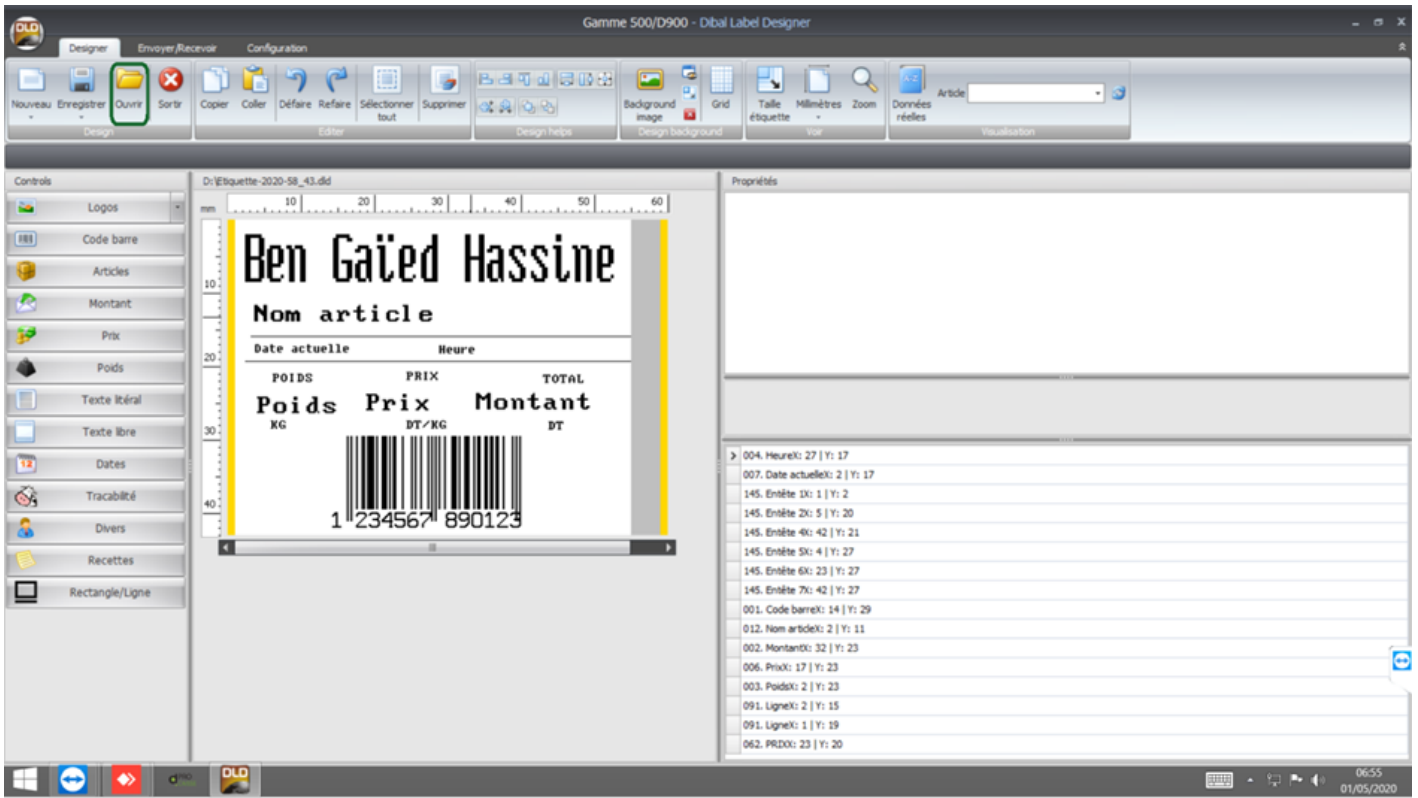 DLD
Gamme 500/D900 - Dibal Label Designer
Designer Envoyer/Recevoir Configuration
Nouveau Enregistrer Ouvrir Sortir Copier Coller Défaire Refaire Sélectionner tout Supprimer Background image Grid Taille étiquette Milimètres Zoom Données réelles Article
Design Editer Design helps Design background Voir Visualisation
Controls
Logos
Code barre
Articles
Montant
Prix
Poids
Texte litéral
Texte libre
Dates
12
Tracabilité
Divers
Recettes
Rectangle/Ligne
D:\Etiquette-2020-58_43.dld
mm 10 20 30 40 50 60
10
20
30
40
Ben Gaïed Hassine
Nom article
Date actuelle Heure
POIDS PRIX TOTAL
Poids Prix Montant
KG DT/KG DT
1 234567 890123
Propriétés
004. HeureX: 27 | Y: 17
007. Date actuelleX: 2 | Y: 17
145. Entête 1X: 1 | Y: 2
145. Entête 2X: 5 | Y: 20
145. Entête 4X: 42 | Y: 21
145. Entête 5X: 4 | Y: 27
145. Entête 6X: 23 | Y: 27
145. Entête 7X: 42 | Y: 27
001. Code barreX: 14 | Y: 29
012. Nom articleX: 2 | Y: 11
002. MontantX: 32 | Y: 23
006. PrixX: 17 | Y: 23
003. PoidsX: 2 | Y: 23
091. LigneX: 2 | Y: 15
091. LigneX: 1 | Y: 19
062. PRIXX: 23 | Y: 20
DLD
06:55
01/05/2020